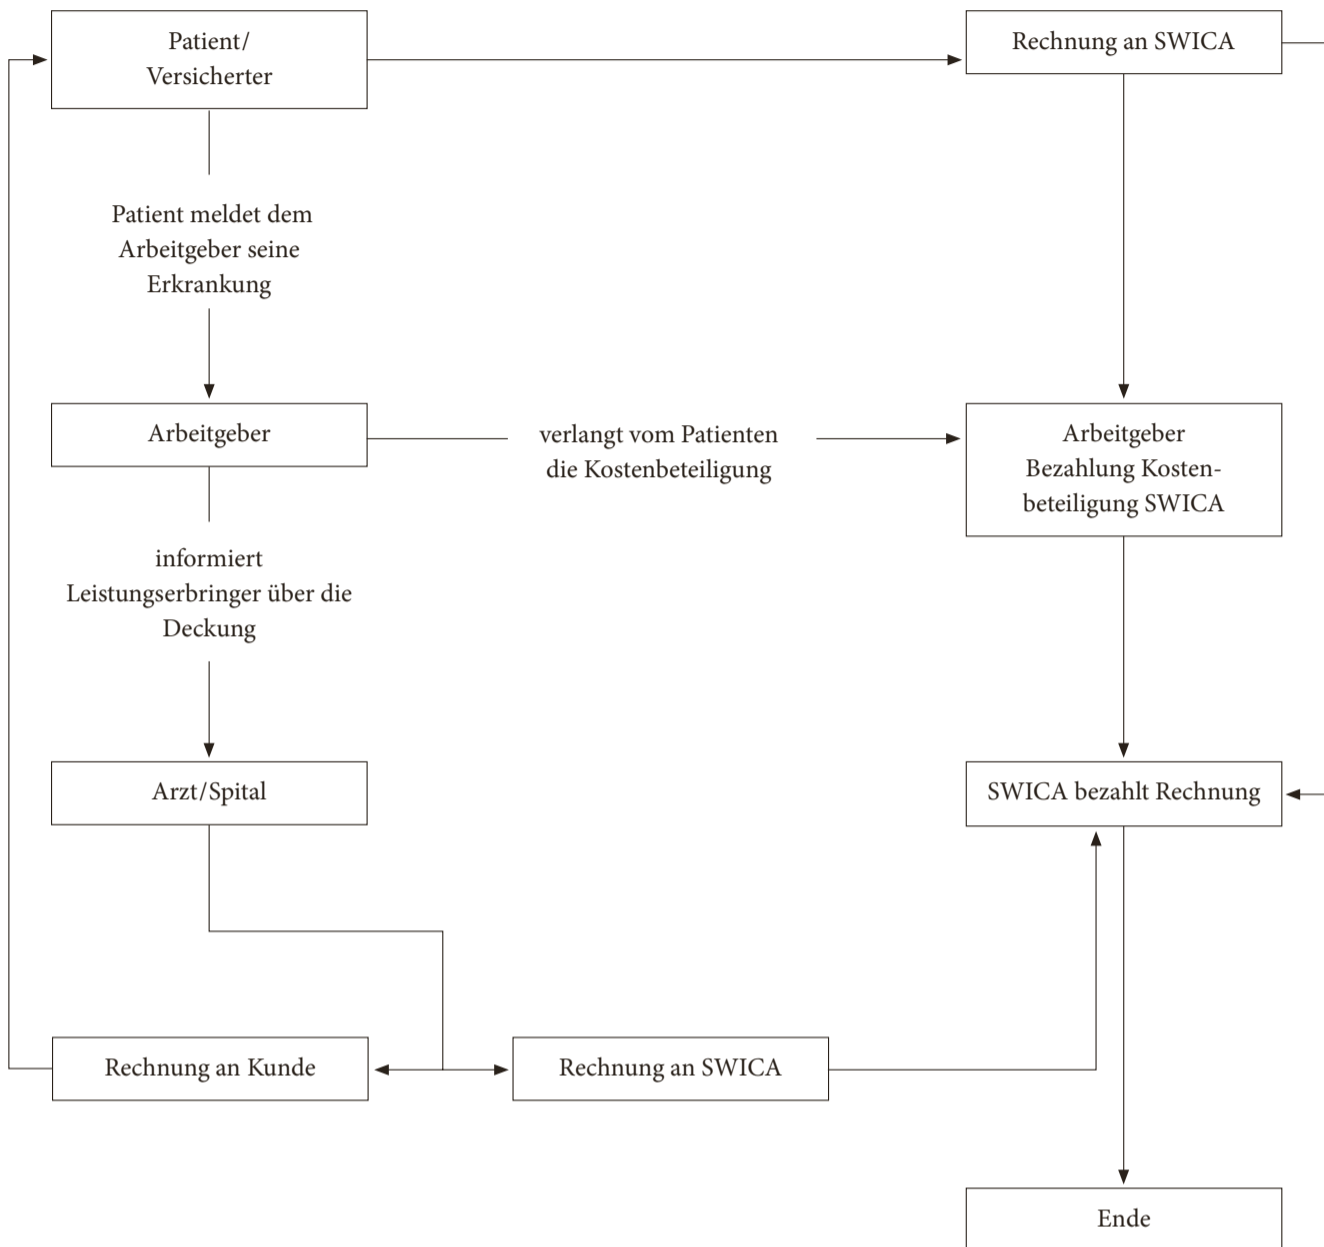 Patient/
Versicherter
Rechnung an SWICA
Patient meldet dem
Arbeitgeber seine
Erkrankung
Arbeitgeber
verlangt vom Patienten
die Kostenbeteiligung
Arbeitgeber
Bezahlung Kosten-
beteiligung SWICA
informiert
Leistungserbringer über die
Deckung
Arzt/Spital
SWICA bezahlt Rechnung
Rechnung an Kunde
Rechnung an SWICA
Ende